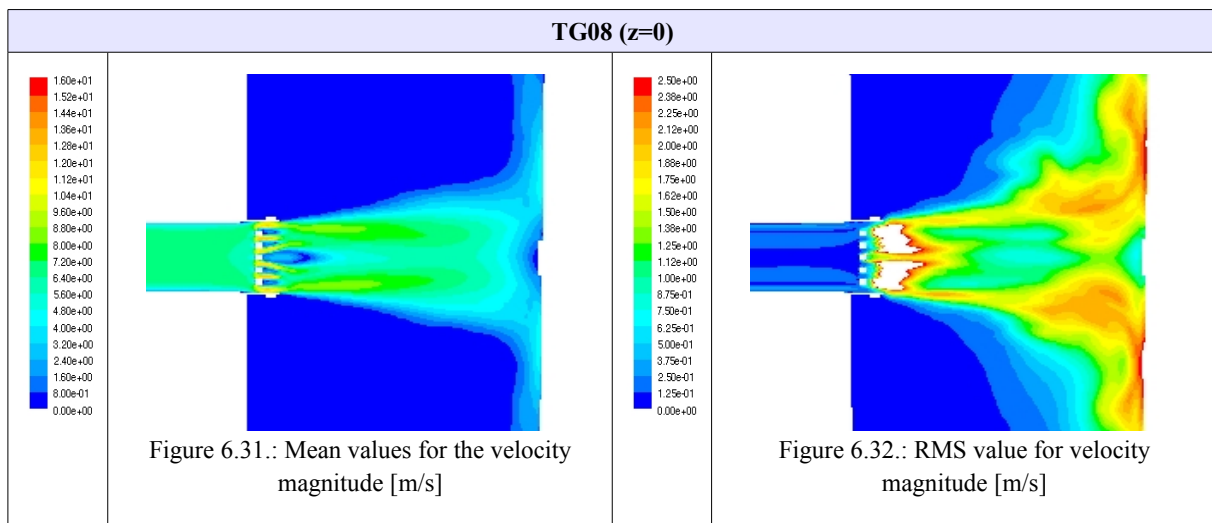 TG08 (z=0)
1.60e+01
1.52e+01
1.44e+01
1.36e+01
1.28e+01
1.20e+01
1.12e+01
1.04e+01
9.60e+00
8.80e+00
8.00e+00
7.20e+00
6.40e+00
5.60e+00
4.80e+00
4.00e+00
3.20e+00
2.40e+00
1.60e+00
8.00e-01
0.00e+00
Figure 6.31.: Mean values for the velocity
magnitude [m/s]
2.50e+00
2.38e+00
2.25e+00
2.12e+00
2.00e+00
1.88e+00
1.75e+00
1.62e+00
1.50e+00
1.38e+00
1.25e+00
1.12e+00
1.00e+00
8.75e-01
7.50e-01
6.25e-01
5.00e-01
3.75e-01
2.50e-01
1.25e-01
0.00e+00
Figure 6.32.: RMS value for velocity
magnitude [m/s]